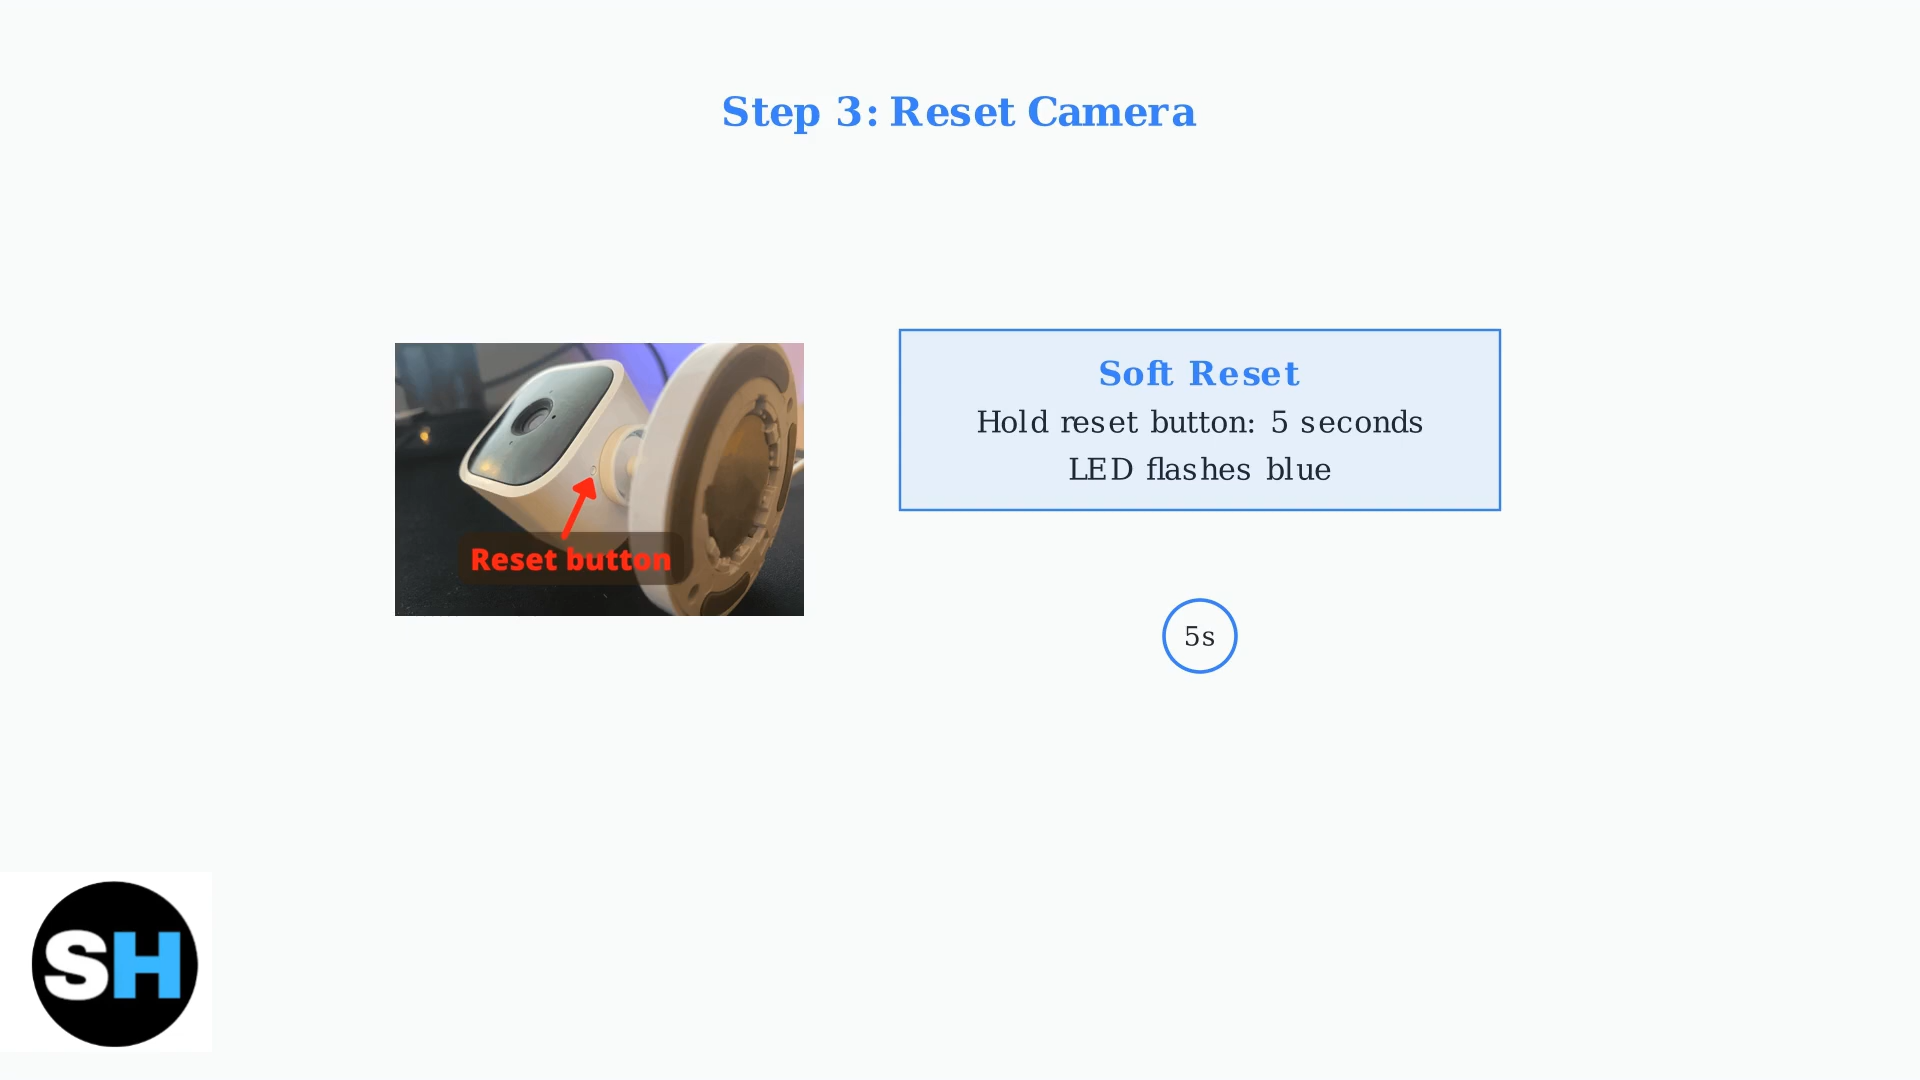 Step 3: Reset Camera
Reset button
Soft Reset
Hold reset button: 5 seconds
LED flashes blue
5s
SH